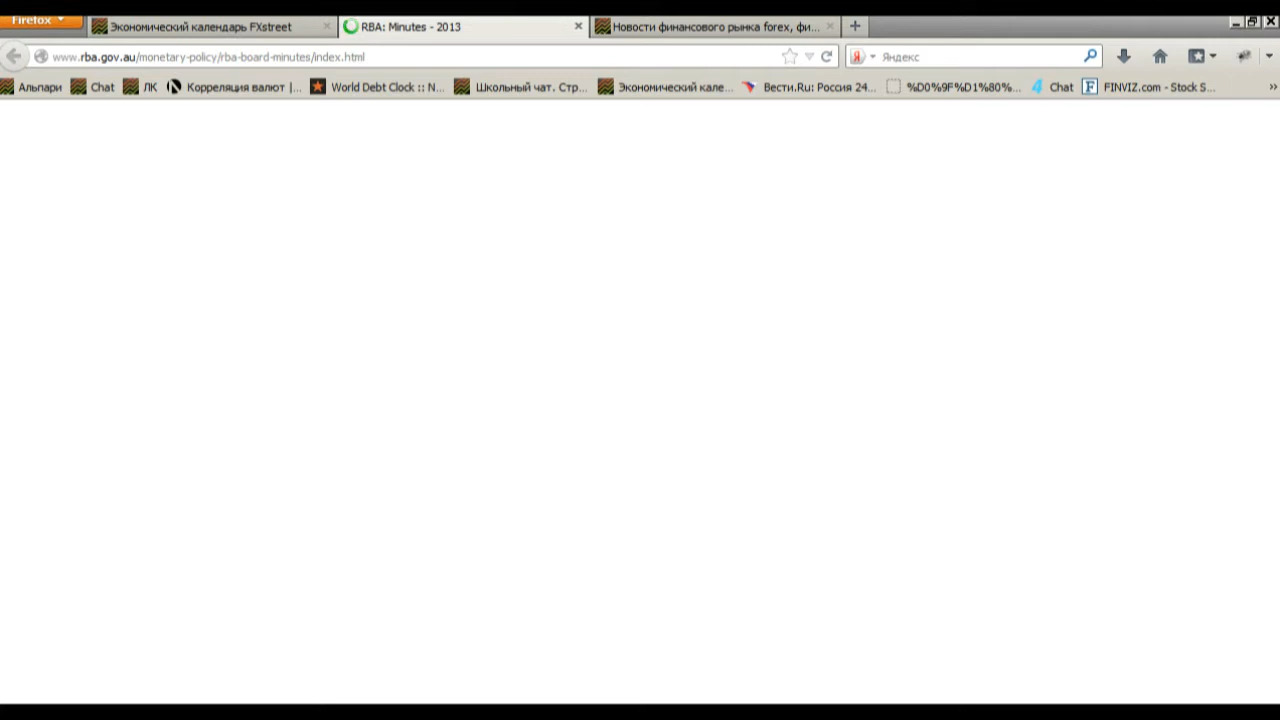 Firefox
Экономический календарь FXstreet
RBA: Minutes - 2013
Новости финансового рынка forex, фи...
www.rba.gov.au/monetary-policy/rba-board-minutes/index.html
Яндекс
Альпари
Chat
ЛК
Корреляция валют |...
World Debt Clock :: N...
Школьный чат. Стр...
Экономический кале...
Вести.Ru: Россия 24...
%D0%9F%D1%80%...
Chat
FINVIZ.com - Stock S...